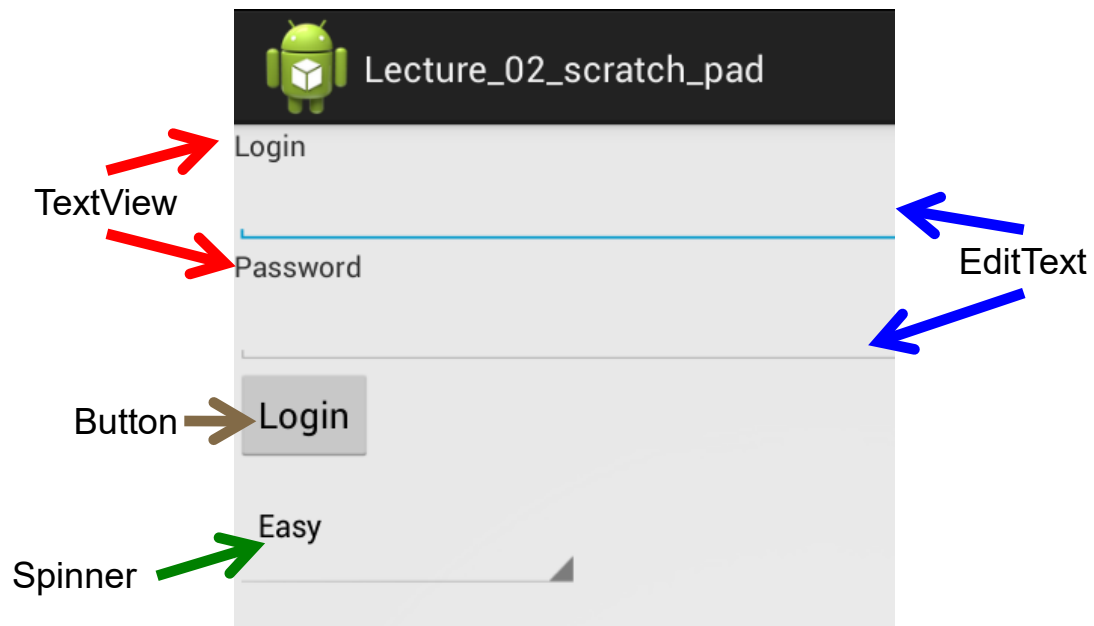 Lecture_02_scratch_pad
Login
TextView
EditText
Password
Button
Login
Easy
Spinner